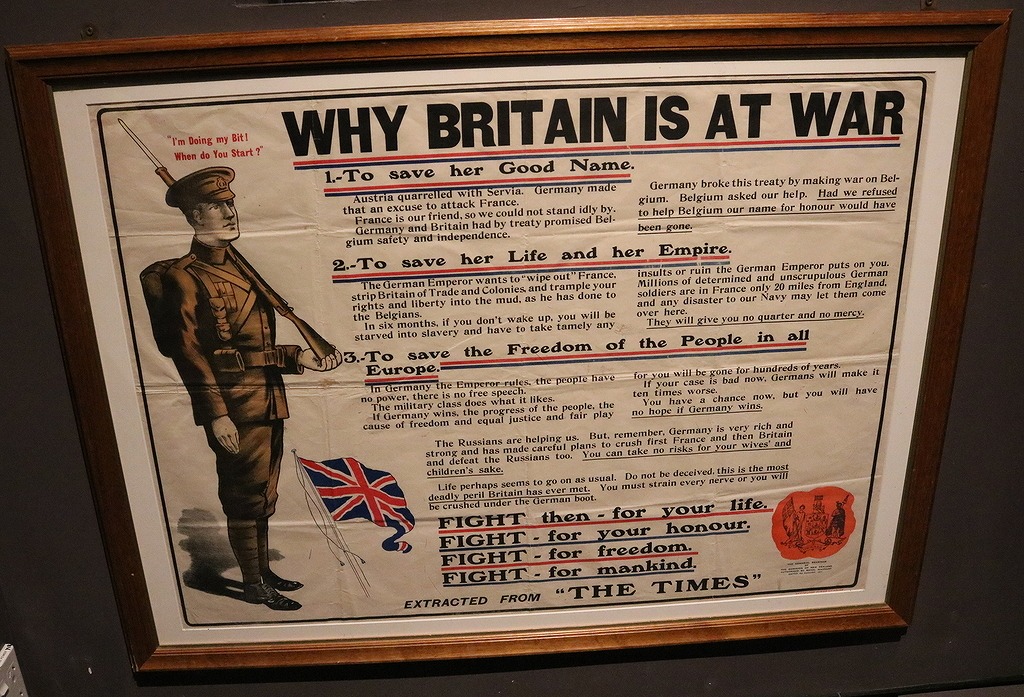 "I'm Doing my Bit!
When do You Start?"
WHY BRITAIN IS AT WAR
1.-To save her Good Name.
Austria quarrelled with Servia. Germany made
that an excuse to attack France.
France is our friend, so we could not stand idly by.
Germany and Britain had by treaty promised Bel-
gium safety and independence.
Germany broke this treaty by making war on Bel-
gium. Belgium asked our help. Had we refused
to help Belgium our name for honour would have
been gone.
2.-To save her Life and her Empire.
The German Emperor wants to "wipe out" France,
strip Britain of Trade and Colonies, and trample your
rights and liberty into the mud, as he has done to
the Belgians.
In six months, if you don't wake up, you will be
starved into slavery and have to take tamely any
insults or ruin the German Emperor puts on you.
Millions of determined and unscrupulous German
soldiers are in France only 20 miles from England,
and any disaster to our Navy may let them come
over here.
They will give you no quarter and no mercy.
3.-To save the Freedom of the People in all
Europe.
In Germany the Emperor rules, the people have
no power, there is no free speech.
The military class does what it likes.
If Germany wins, the progress of the people, the
cause of freedom and equal justice and fair play
for you will be gone for hundreds of years.
If your case is bad now, Germans will make it
ten times worse.
You have a chance now, but you will have
no hope if Germany wins.
The Russians are helping us. But, remember, Germany is very rich and
strong and has made careful plans to crush first France and then Britain
and defeat the Russians too. You can take no risks for your wives' and
children's sake.
Life perhaps seems to go on as usual. Do not be deceived, this is the most
deadly peril Britain has ever met. You must strain every nerve or you will
be crushed under the German boot.
FIGHT then - for your life.
FIGHT - for your honour.
FIGHT - for freedom.
FIGHT - for mankind.
EXTRACTED FROM "THE TIMES"